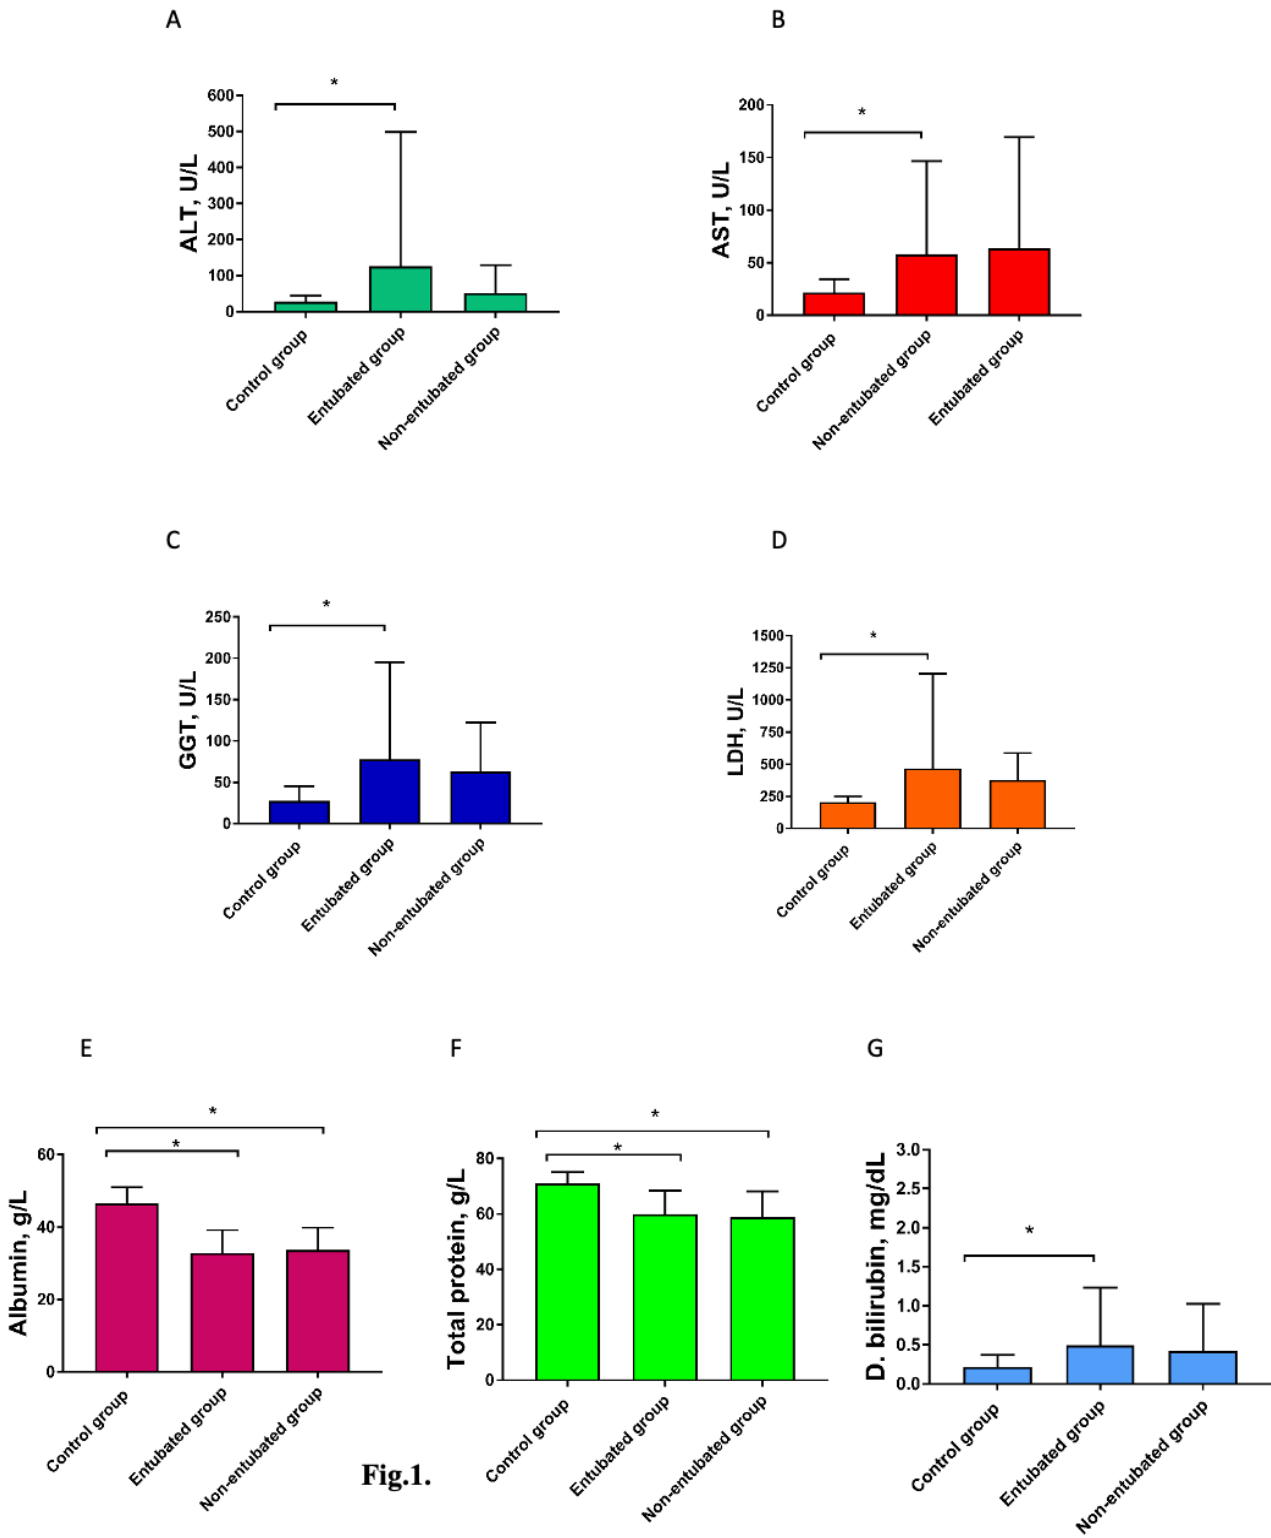 A
B
*
ALT, U/L
600
500
400
300
200
100
0
Control group
Entubated group
Non-entubated group
*
AST, U/L
200
150
100
50
0
Control group
Non-entubated group
Entubated group
C
D
*
GGT, U/L
250
200
150
100
50
0
Control group
Entubated group
Non-entubated group
*
LDH, U/L
1500
1250
1000
750
500
250
0
Control group
Entubated group
Non-entubated group
E
F
G
*
*
Albumin, g/L
60
40
20
0
Control group
Entubated group
Non-entubated group
*
*
Total protein, g/L
80
60
40
20
0
Control group
Entubated group
Non-entubated group
*
D. bilirubin, mg/dL
3.0
2.5
2.0
1.5
1.0
0.5
0.0
Control group
Entubated group
Non-entubated group
Fig.1.